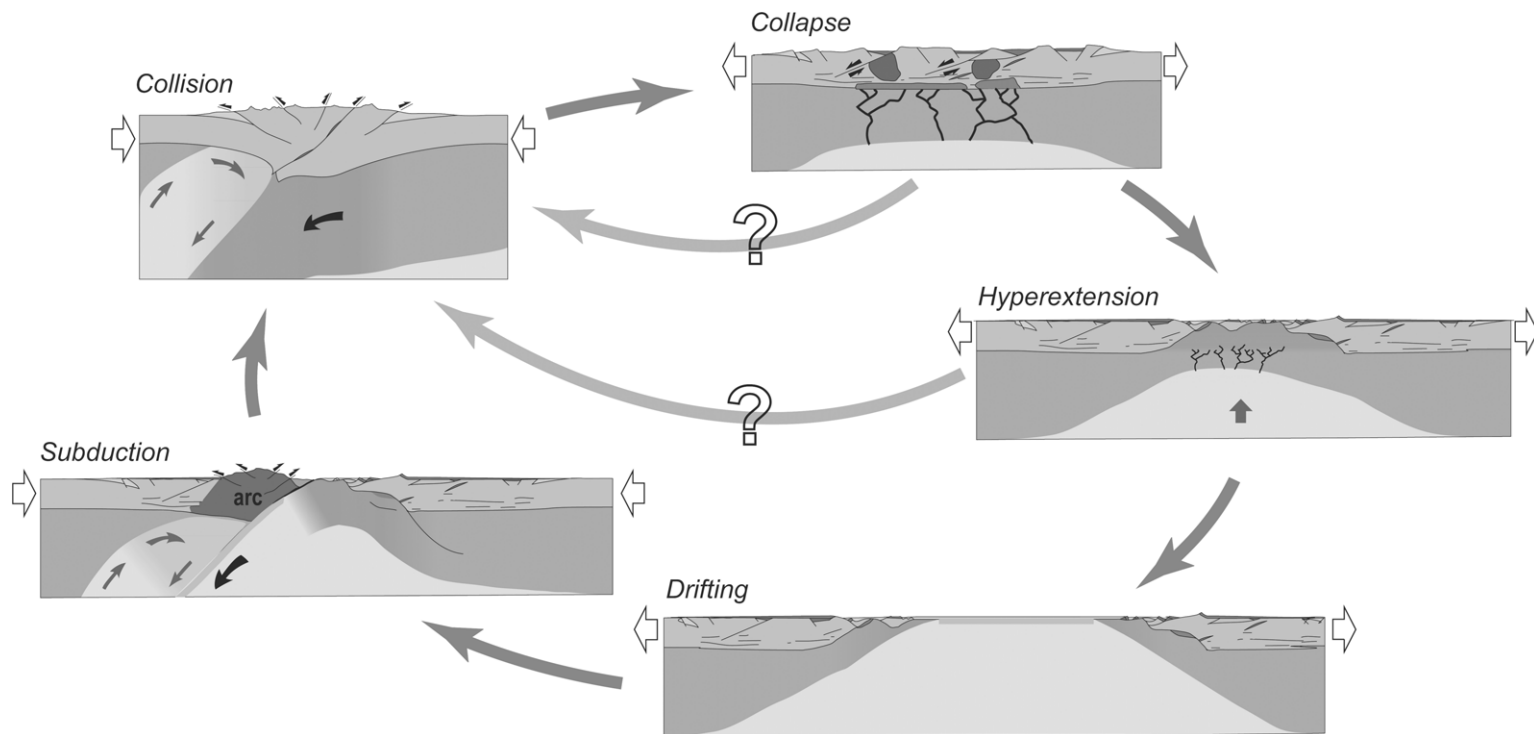 Collapse
Collision
?
Hyperextension
?
Subduction
arc
Drifting